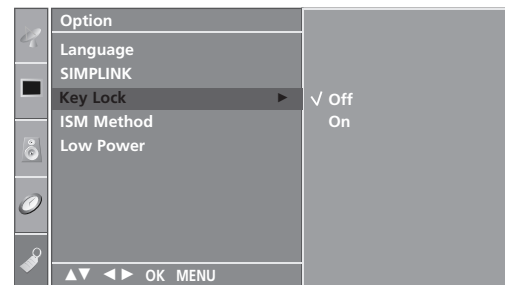 Option
Language
SIMPLINK
Key Lock ►
ISM Method
Low Power
√ Off
On
▲▼ ◄► OK MENU